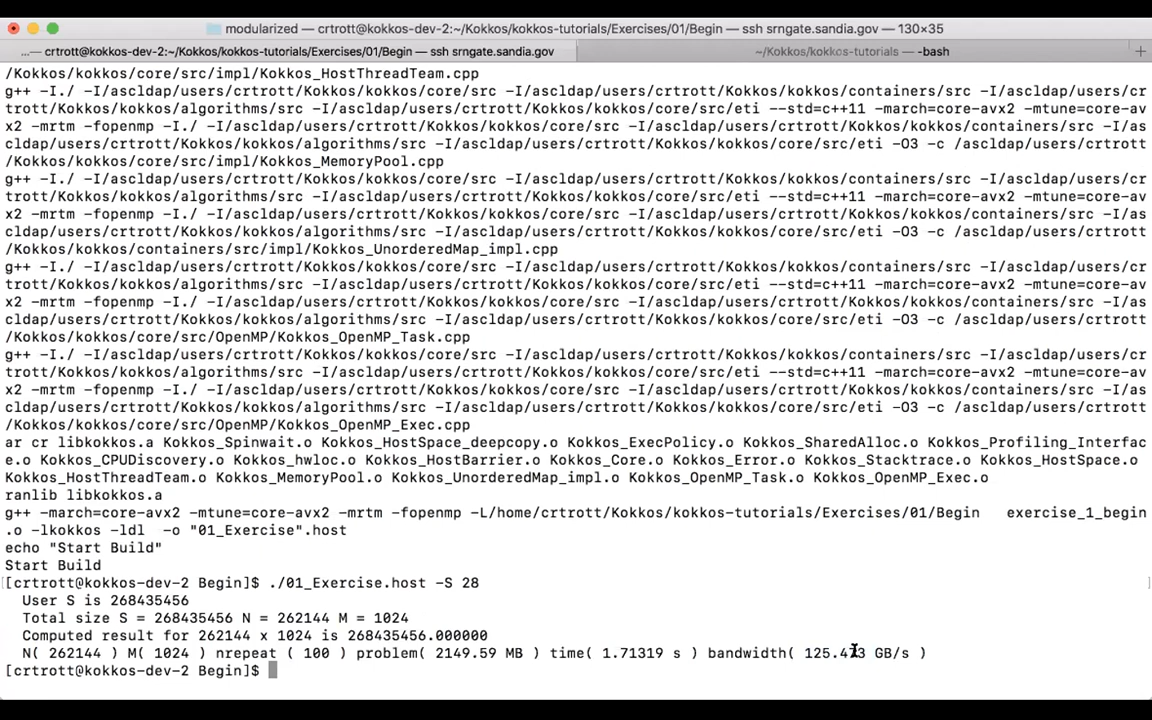 modularized — crtrott@kokkos-dev-2:~/Kokkos/kokkos-tutorials/Exercises/01/Begin — ssh srngate.sandia.gov — 130×35
...— crtrott@kokkos-dev-2:~/Kokkos/kokkos-tutorials/Exercises/01/Begin — ssh srngate.sandia.gov ~/Kokkos/kokkos-tutorials — -bash +
/Kokkos/kokkos/core/src/impl/Kokkos_HostThreadTeam.cpp
g++ -I./ -I/ascldap/users/crtrott/Kokkos/kokkos/core/src -I/ascldap/users/crtrott/Kokkos/kokkos/containers/src -I/ascldap/users/cr
trott/Kokkos/kokkos/algorithms/src -I/ascldap/users/crtrott/Kokkos/kokkos/core/src/eti --std=c++11 -march=core-avx2 -mtune=core-av
x2 -mrtm -fopenmp -I./ -I/ascldap/users/crtrott/Kokkos/kokkos/core/src -I/ascldap/users/crtrott/Kokkos/kokkos/containers/src -I/as
cldap/users/crtrott/Kokkos/kokkos/algorithms/src -I/ascldap/users/crtrott/Kokkos/kokkos/core/src/eti -O3 -c /ascldap/users/crtrott
/Kokkos/kokkos/core/src/impl/Kokkos_MemoryPool.cpp
g++ -I./ -I/ascldap/users/crtrott/Kokkos/kokkos/core/src -I/ascldap/users/crtrott/Kokkos/kokkos/containers/src -I/ascldap/users/cr
trott/Kokkos/kokkos/algorithms/src -I/ascldap/users/crtrott/Kokkos/kokkos/core/src/eti --std=c++11 -march=core-avx2 -mtune=core-av
x2 -mrtm -fopenmp -I./ -I/ascldap/users/crtrott/Kokkos/kokkos/core/src -I/ascldap/users/crtrott/Kokkos/kokkos/containers/src -I/as
cldap/users/crtrott/Kokkos/kokkos/algorithms/src -I/ascldap/users/crtrott/Kokkos/kokkos/core/src/eti -O3 -c /ascldap/users/crtrott
/Kokkos/kokkos/containers/src/impl/Kokkos_UnorderedMap_impl.cpp
g++ -I./ -I/ascldap/users/crtrott/Kokkos/kokkos/core/src -I/ascldap/users/crtrott/Kokkos/kokkos/containers/src -I/ascldap/users/cr
trott/Kokkos/kokkos/algorithms/src -I/ascldap/users/crtrott/Kokkos/kokkos/core/src/eti --std=c++11 -march=core-avx2 -mtune=core-av
x2 -mrtm -fopenmp -I./ -I/ascldap/users/crtrott/Kokkos/kokkos/core/src -I/ascldap/users/crtrott/Kokkos/kokkos/containers/src -I/as
cldap/users/crtrott/Kokkos/kokkos/algorithms/src -I/ascldap/users/crtrott/Kokkos/kokkos/core/src/eti -O3 -c /ascldap/users/crtrott
/Kokkos/kokkos/core/src/OpenMP/Kokkos_OpenMP_Task.cpp
g++ -I./ -I/ascldap/users/crtrott/Kokkos/kokkos/core/src -I/ascldap/users/crtrott/Kokkos/kokkos/containers/src -I/ascldap/users/cr
trott/Kokkos/kokkos/algorithms/src -I/ascldap/users/crtrott/Kokkos/kokkos/core/src/eti --std=c++11 -march=core-avx2 -mtune=core-av
x2 -mrtm -fopenmp -I./ -I/ascldap/users/crtrott/Kokkos/kokkos/core/src -I/ascldap/users/crtrott/Kokkos/kokkos/containers/src -I/as
cldap/users/crtrott/Kokkos/kokkos/algorithms/src -I/ascldap/users/crtrott/Kokkos/kokkos/core/src/eti -O3 -c /ascldap/users/crtrott
/Kokkos/kokkos/core/src/OpenMP/Kokkos_OpenMP_Exec.cpp
ar cr libkokkos.a Kokkos_Spinwait.o Kokkos_HostSpace_deepcopy.o Kokkos_ExecPolicy.o Kokkos_SharedAlloc.o Kokkos_Profiling_Interfac
e.o Kokkos_CPUDiscovery.o Kokkos_hwloc.o Kokkos_HostBarrier.o Kokkos_Core.o Kokkos_Error.o Kokkos_Stacktrace.o Kokkos_HostSpace.o
Kokkos_HostThreadTeam.o Kokkos_MemoryPool.o Kokkos_UnorderedMap_impl.o Kokkos_OpenMP_Task.o Kokkos_OpenMP_Exec.o
ranlib libkokkos.a
g++ -march=core-avx2 -mtune=core-avx2 -mrtm -fopenmp -L/home/crtrott/Kokkos/kokkos-tutorials/Exercises/01/Begin exercise_1_begin
.o -lkokkos -ldl -o "01_Exercise".host
echo "Start Build"
Start Build
[crtrott@kokkos-dev-2 Begin]$ ./01_Exercise.host -S 28
User S is 268435456
Total size S = 268435456 N = 262144 M = 1024
Computed result for 262144 x 1024 is 268435456.000000
N( 262144 ) M( 1024 ) nrepeat ( 100 ) problem( 2149.59 MB ) time( 1.71319 s ) bandwidth( GB/s )
[crtrott@kokkos-dev-2 Begin]$